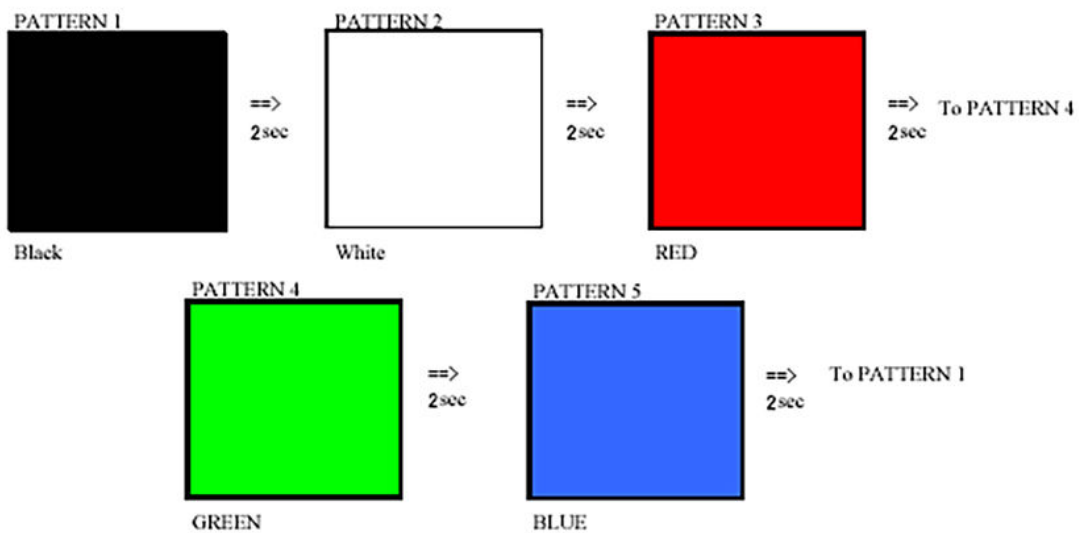 PATTERN 1
PATTERN 2
PATTERN 3
==>
2sec
==>
2sec
==>
2sec
To PATTERN 4
Black
White
RED
PATTERN 4
PATTERN 5
==>
2sec
==>
2sec
To PATTERN 1
GREEN
BLUE